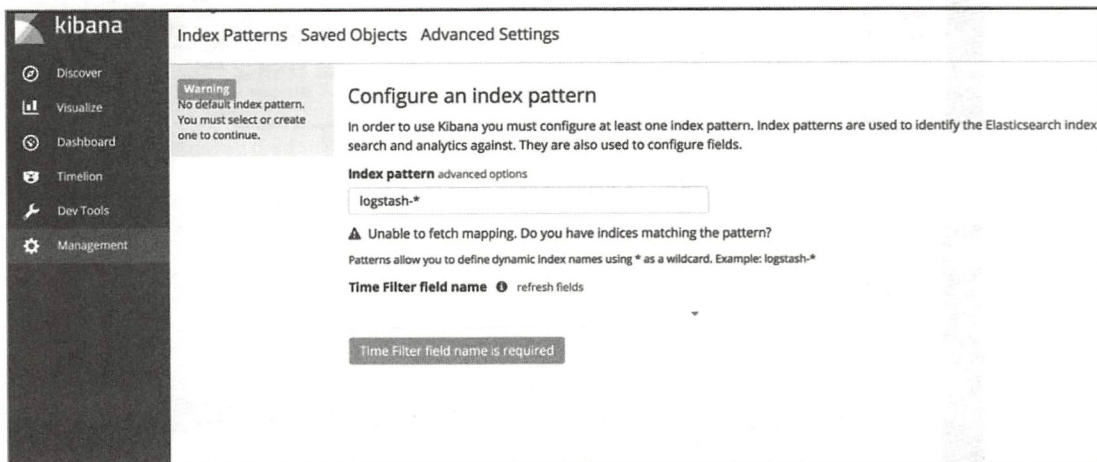 kibana
Discover
Visualize
Dashboard
Timelion
Dev Tools
Management
Index Patterns Saved Objects Advanced Settings
Warning
No default index pattern.
You must select or create
one to continue.
Configure an index pattern
In order to use Kibana you must configure at least one index pattern. Index patterns are used to identify the Elasticsearch index
search and analytics against. They are also used to configure fields.
Index pattern advanced options
logstash-*
Unable to fetch mapping. Do you have indices matching the pattern?
Patterns allow you to define dynamic index names using * as a wildcard. Example: logstash-*
Time Filter field name refresh fields
Time Filter field name is required